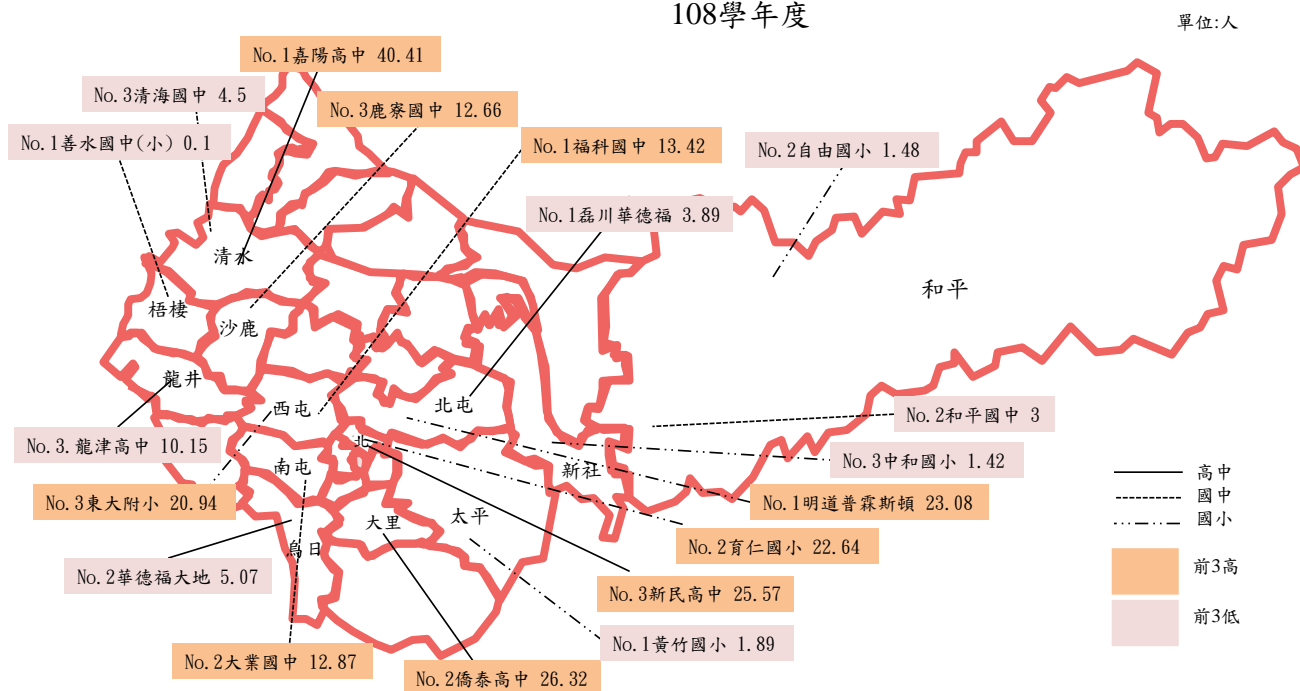 108學年度
單位:人
No.1嘉陽高中 40.41
No.3清海國中 4.5
No.3鹿寮國中 12.66
No.1善水國中(小) 0.1
No.1福科國中 13.42
No.2自由國小 1.48
No.1磊川華德福 3.89
清水
和平
梧棲
沙鹿
龍井
西屯
北屯
No.2和平國中 3
No.3.龍津高中 10.15
北
No.3中和國小 1.42
南屯
新社
高中
國中
國小
No.3東大附小 20.94
No.1明道普霖斯頓 23.08
大里
太平
No.2育仁國小 22.64
烏日
No.2華德福大地 5.07
前3高
No.3新民高中 25.57
前3低
No.1黃竹國小 1.89
No.2大業國中 12.87
No.2僑泰高中 26.32